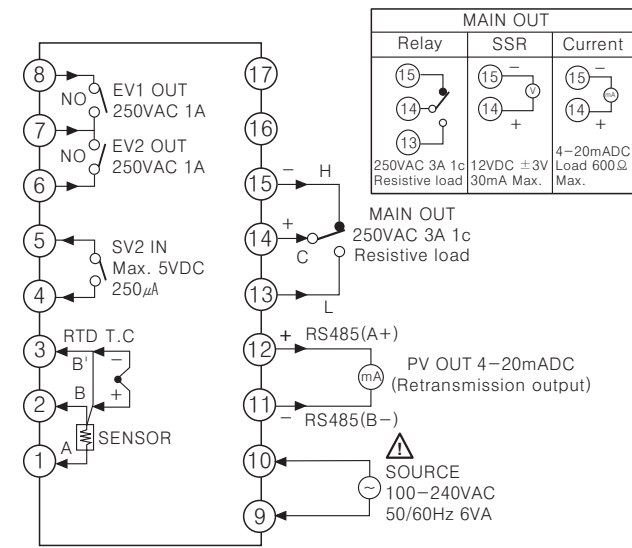 MAIN OUT
Relay
SSR
Current
15
14
13
250VAC 3A 1c
Resistive load
15
−
V
14
+
12VDC ±3V
30mA Max.
15
−
mA
14
+
4−20mADC
Load 600Ω
Max.
8
NO
EV1 OUT
250VAC 1A
7
NO
EV2 OUT
250VAC 1A
6
5
SV2 IN
Max. 5VDC
250㎂
4
RTD T.C
3
B'
−
B
+
2
A
SENSOR
1
17
16
15
−
H
MAIN OUT
250VAC 3A 1c
Resistive load
14
+
C
13
L
12
+ RS485(A+)
mA
PV OUT 4−20mADC
(Retransmission output)
11
− RS485(B−)
10
!
SOURCE
~
100−240VAC
50/60Hz 6VA
9